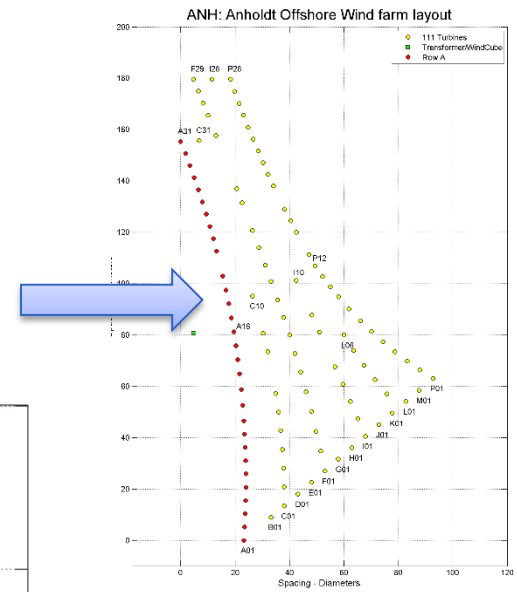 ANH: Anholdt Offshore Wind farm layout
200
111 Turbines
Transformer/WindCube
Row A
F29 I28 P28
180
160
A31 C31
140
120
P12
I10
100
C10
A16
80
L06
60
P01
M01
L01
K01
40
J01
I01
H01
G01
20
F01
E01
D01
C01
B01
0
A01
0 20 40 60 80 100 120
Spacing - Diameters